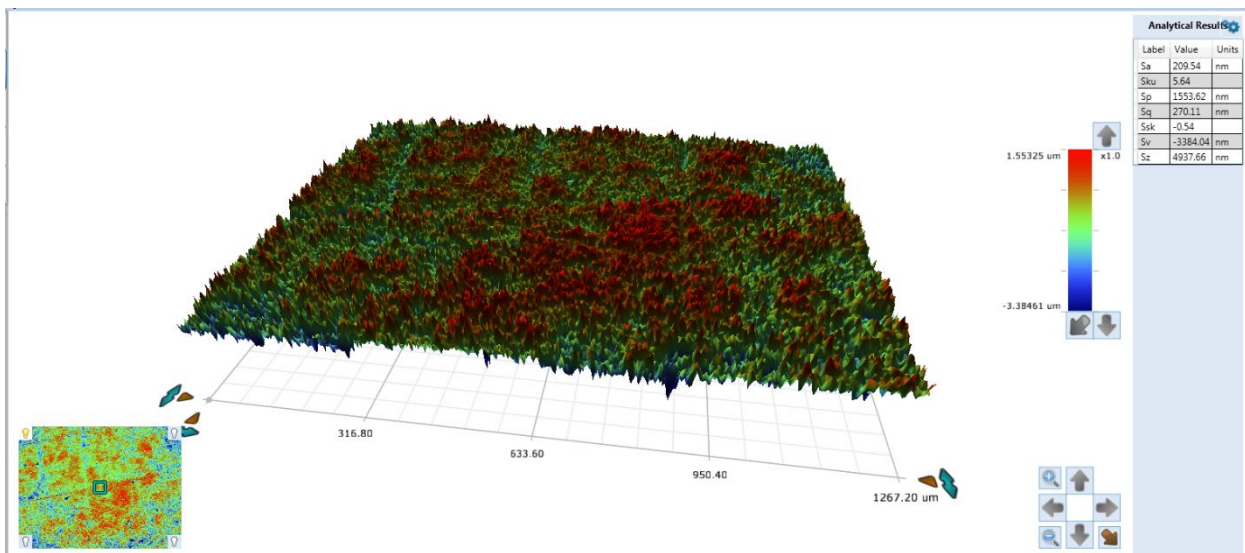 Analytical Results
Label Value Units
Sa 209.54 nm
Sku 5.64
Sp 1553.62 nm
Sq 270.11 nm
Ssk -0.54
Sv -3384.04 nm
Sz 4937.66 nm
1.55325 um
x1.0
-3.38461 um
316.80
633.60
950.40
1267.20 um